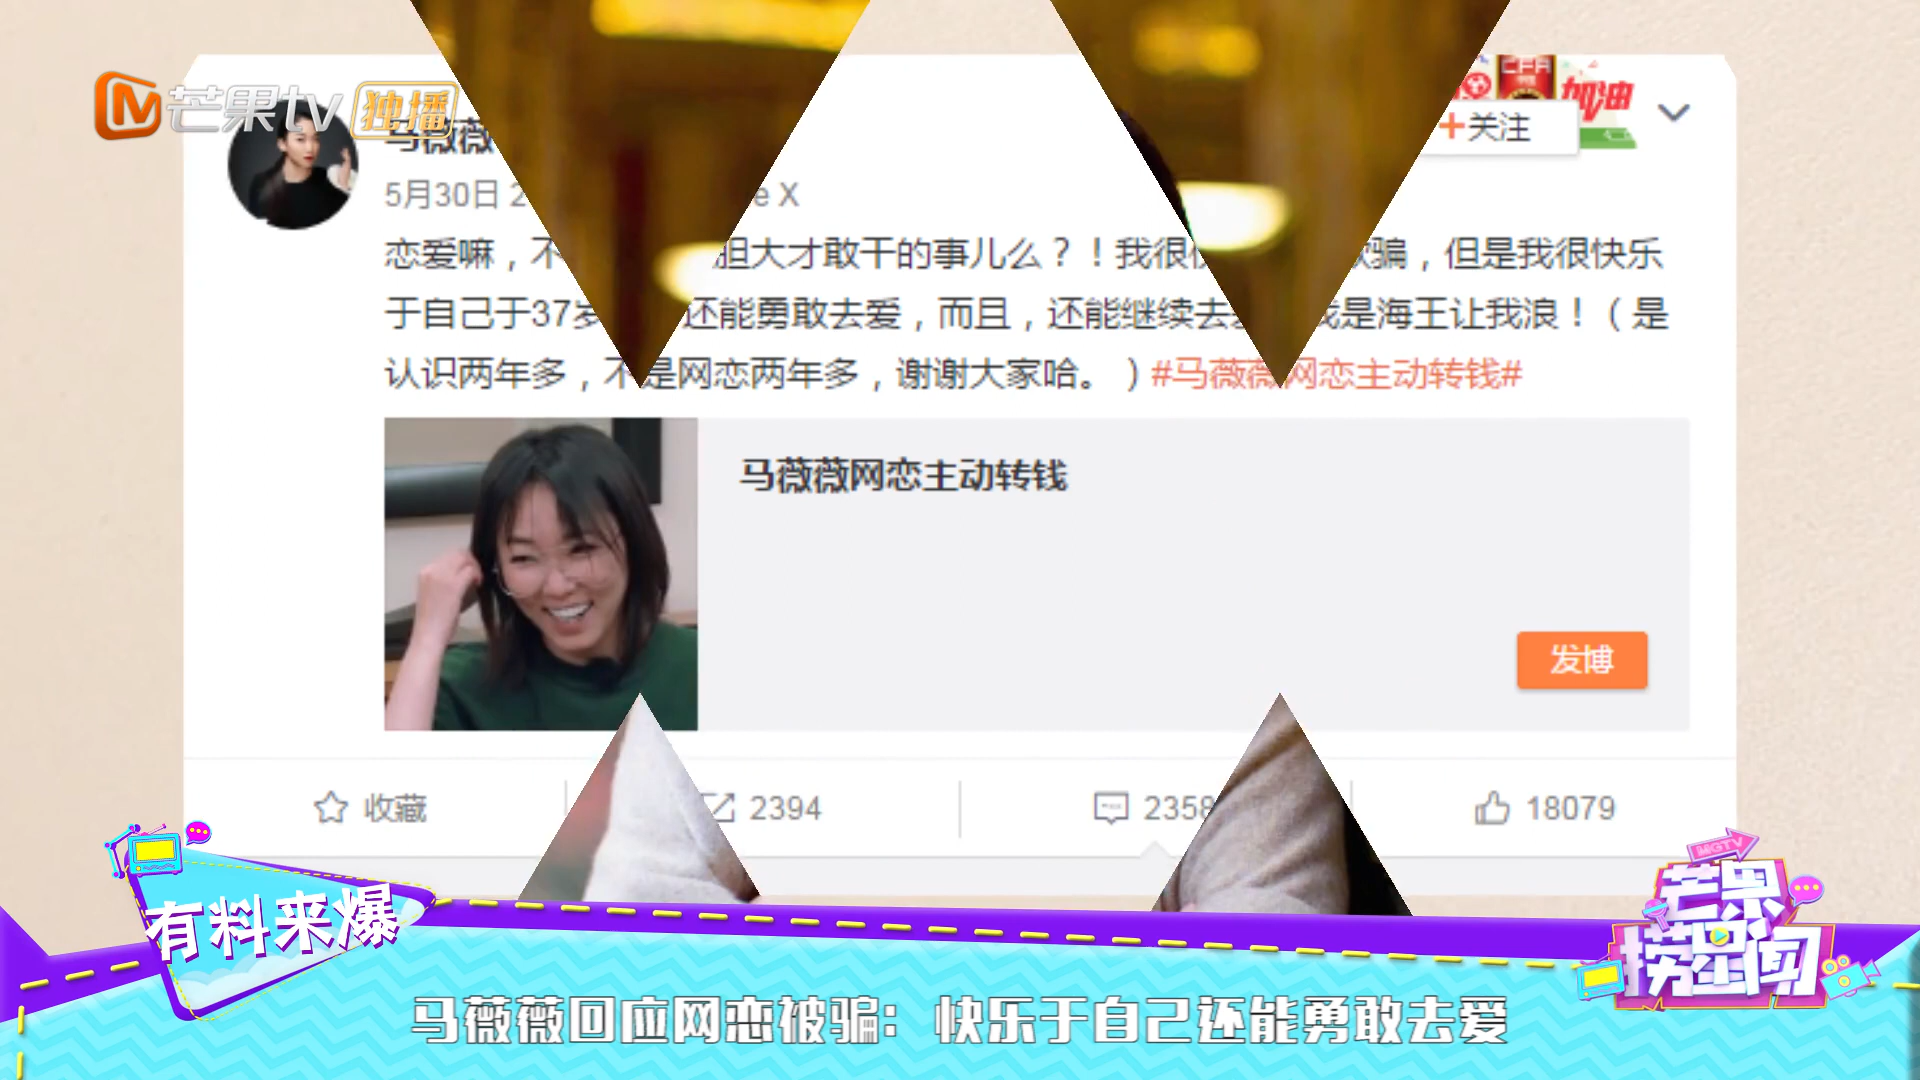 芒果tv 独播
CFA
加油
马薇薇
+关注
5月30日 2
e X
恋爱嘛，不
胆大才敢干的事儿么？！我很
骗，但是我很快乐
于自己于37岁
还能勇敢去爱，而且，还能继续去
是海王让我浪！（是
认识两年多，不是网恋两年多，谢谢大家哈。）#马薇薇网恋主动转钱#
马薇薇网恋主动转钱
发博
收藏
2394
2358
18079
MGTV
有料来爆
芒果
捞星闻
马薇薇回应网恋被骗：快乐于自己还能勇敢去爱